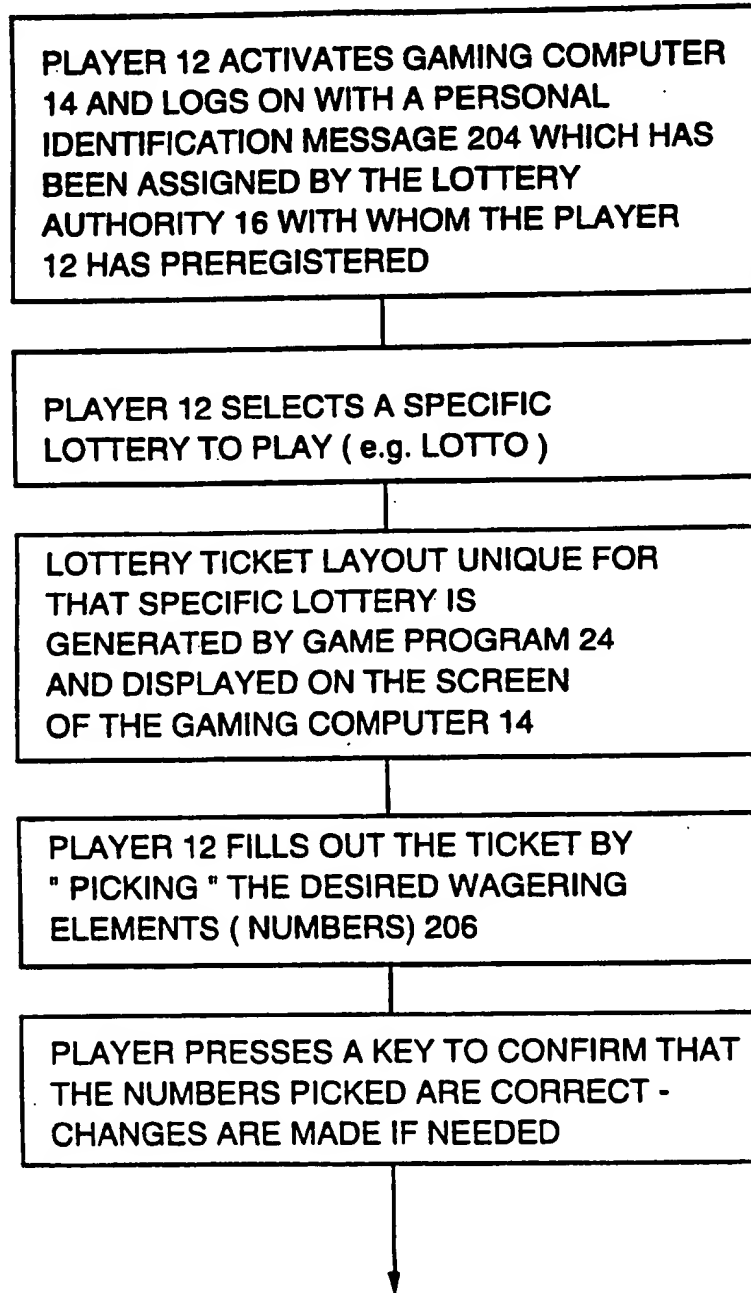 PLAYER 12 ACTIVATES GAMING COMPUTER
14 AND LOGS ON WITH A PERSONAL
IDENTIFICATION MESSAGE 204 WHICH HAS
BEEN ASSIGNED BY THE LOTTERY
AUTHORITY 16 WITH WHOM THE PLAYER
12 HAS PREREGISTERED
PLAYER 12 SELECTS A SPECIFIC
LOTTERY TO PLAY ( e.g. LOTTO )
LOTTERY TICKET LAYOUT UNIQUE FOR
THAT SPECIFIC LOTTERY IS
GENERATED BY GAME PROGRAM 24
AND DISPLAYED ON THE SCREEN
OF THE GAMING COMPUTER 14
PLAYER 12 FILLS OUT THE TICKET BY
" PICKING " THE DESIRED WAGERING
ELEMENTS ( NUMBERS) 206
PLAYER PRESSES A KEY TO CONFIRM THAT
THE NUMBERS PICKED ARE CORRECT -
CHANGES ARE MADE IF NEEDED